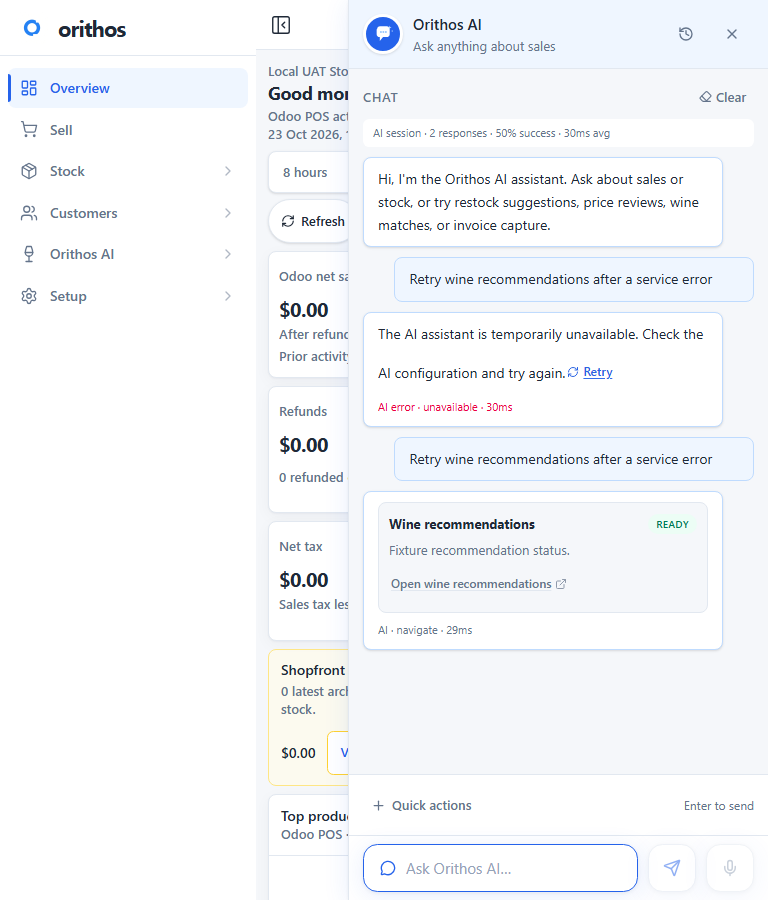 orithos
Overview
Sell
Stock
Customers
Orithos AI
Setup
Local UAT Sto
Good mor
Odoo POS act
23 Oct 2026,
8 hours
Refresh
Odoo net sa
$0.00
After refund
Prior activity
Refunds
$0.00
0 refunded
Net tax
$0.00
Sales tax les
Shopfront
0 latest arch
stock.
$0.00
V
Top produ
Odoo POS ·
Orithos AI
Ask anything about sales
CHAT
Clear
AI session · 2 responses · 50% success · 30ms avg
Hi, I'm the Orithos AI assistant. Ask about sales or
stock, or try restock suggestions, price reviews, wine
matches, or invoice capture.
Retry wine recommendations after a service error
The AI assistant is temporarily unavailable. Check the
AI configuration and try again. Retry
AI error · unavailable · 30ms
Retry wine recommendations after a service error
Wine recommendations
READY
Fixture recommendation status.
Open wine recommendations
AI · navigate · 29ms
Quick actions
Enter to send
Ask Orithos AI...